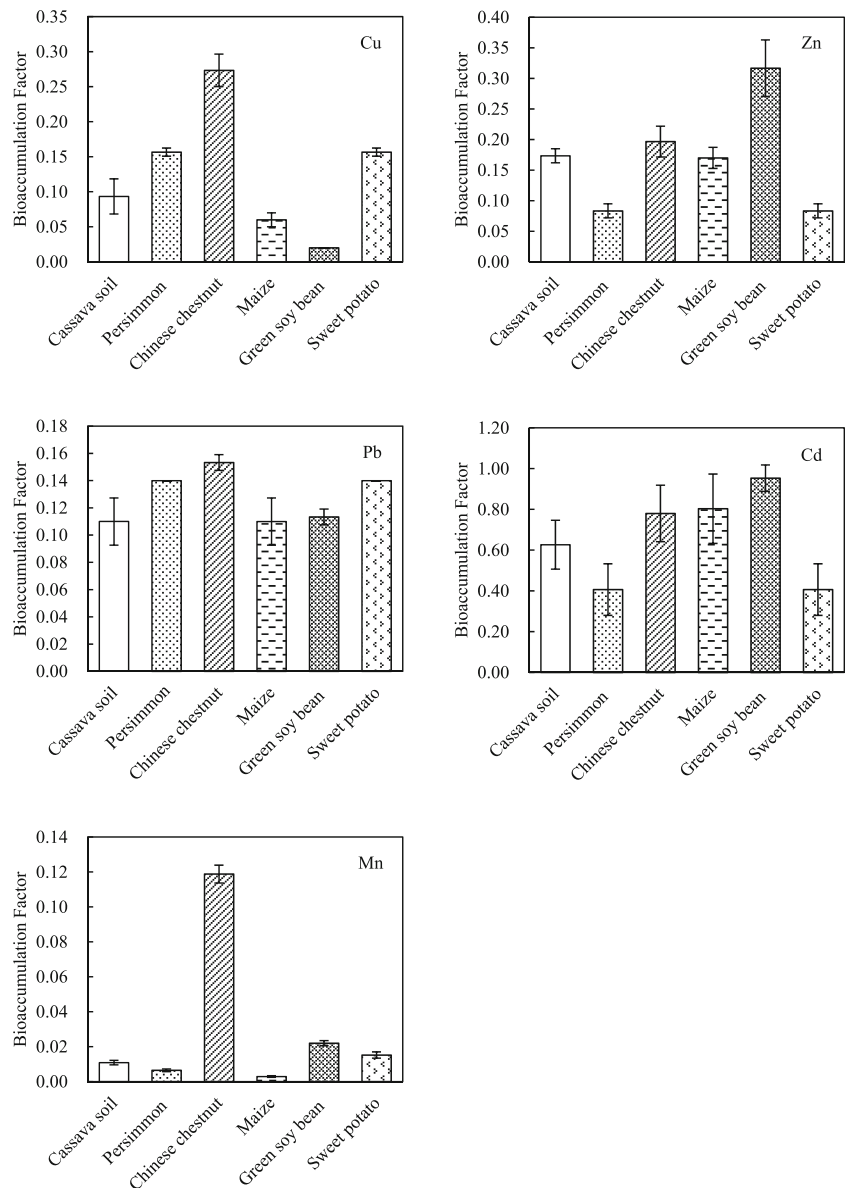 Cu
Bioaccumulation Factor
0.35
0.30
0.25
0.20
0.15
0.10
0.05
0.00
Cassava soil
Persimmon
Chinese chestnut
Maize
Green soy bean
Sweet potato
Zn
Bioaccumulation Factor
0.40
0.35
0.30
0.25
0.20
0.15
0.10
0.05
0.00
Cassava soil
Persimmon
Chinese chestnut
Maize
Green soy bean
Sweet potato
Pb
Bioaccumulation Factor
0.18
0.16
0.14
0.12
0.10
0.08
0.06
0.04
0.02
0.00
Cassava soil
Persimmon
Chinese chestnut
Maize
Green soy bean
Sweet potato
Cd
Bioaccumulation Factor
1.20
1.00
0.80
0.60
0.40
0.20
0.00
Cassava soil
Persimmon
Chinese chestnut
Maize
Green soy bean
Sweet potato
Mn
Bioaccumulation Factor
0.14
0.12
0.10
0.08
0.06
0.04
0.02
0.00
Cassava soil
Persimmon
Chinese chestnut
Maize
Green soy bean
Sweet potato